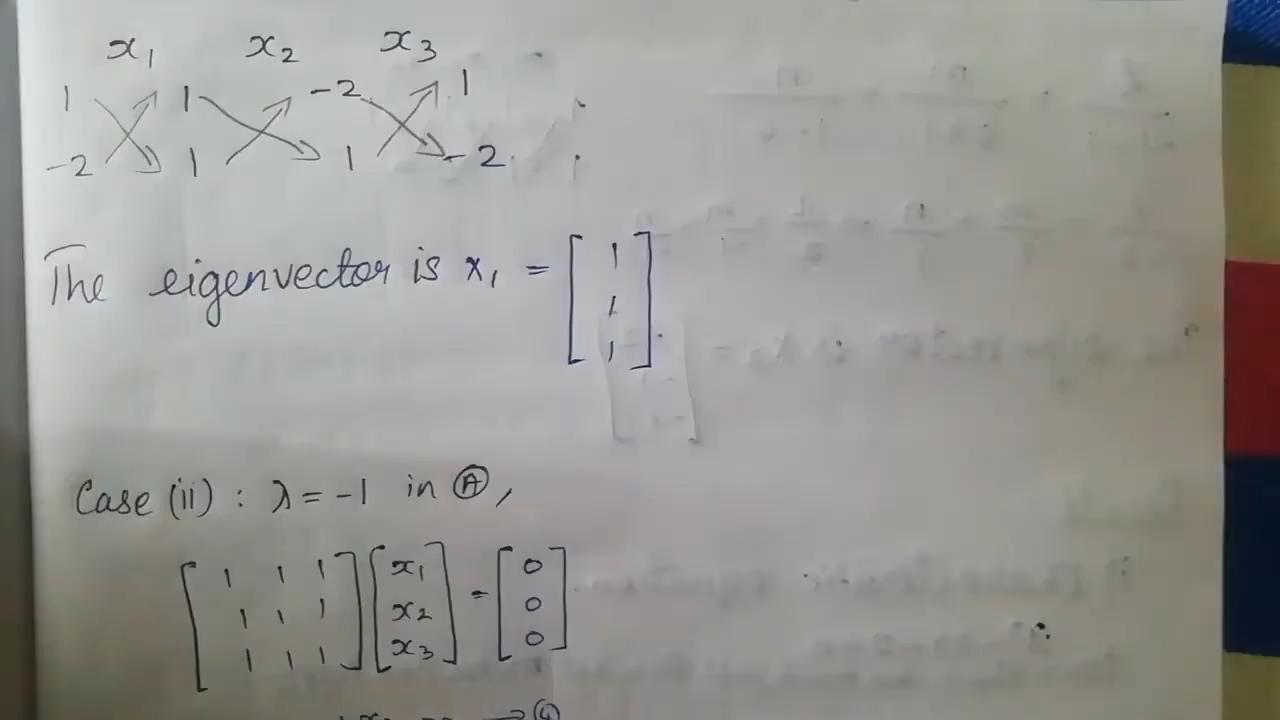 x₁ x₂ x₃
1 1 -2 1
-2 1 1 -2
The eigenvector is x₁ = [ 1
1
1 ]
Case (ii) : λ = -1 in Ⓐ,
[ 1 1 1 ] [ x₁ ] = [ 0 ]
[ 1 1 1 ] [ x₂ ] [ 0 ]
[ 1 1 1 ] [ x₃ ] [ 0 ]
→ ④